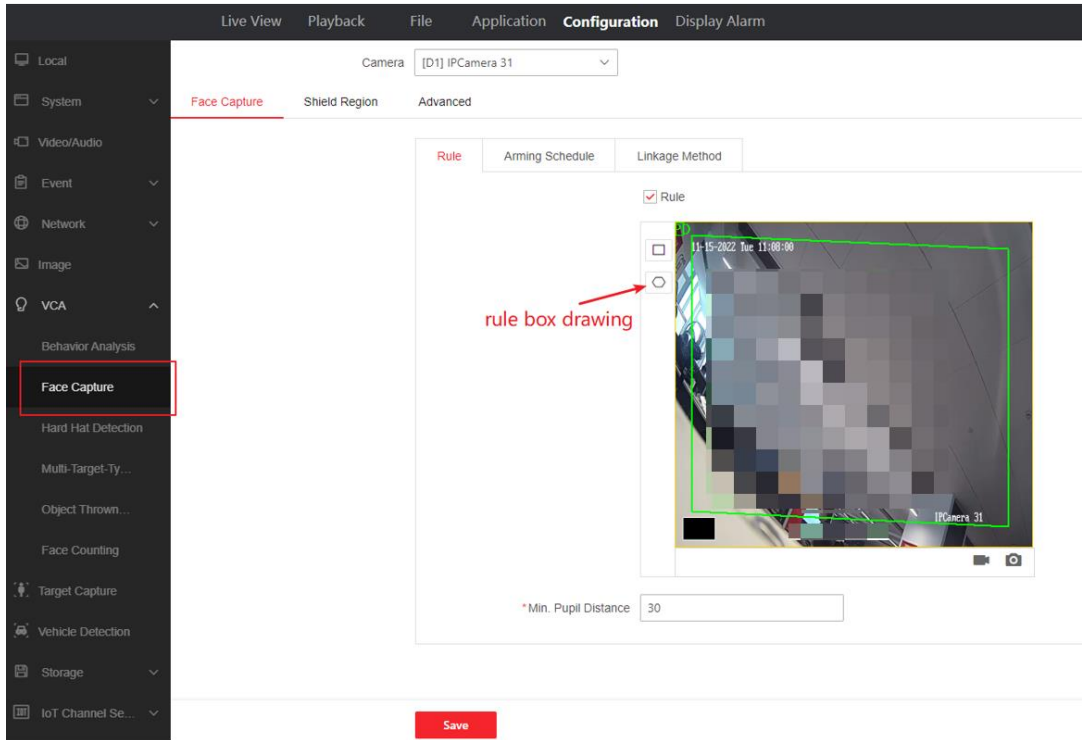 Live View Playback File Application Configuration Display Alarm
Local
System
Video/Audio
Event
Network
Image
VCA
Behavior Analysis
Face Capture
Hard Hat Detection
Multi-Target-Ty...
Object Thrown...
Face Counting
Target Capture
Vehicle Detection
Storage
IoT Channel Se...
Camera [D1] IPCamera 31
Face Capture Shield Region Advanced
Rule Arming Schedule Linkage Method
Rule
11-15-2022 Tue 11:08:00
rule box drawing
IPCamera 31
*Min. Pupil Distance 30
Save